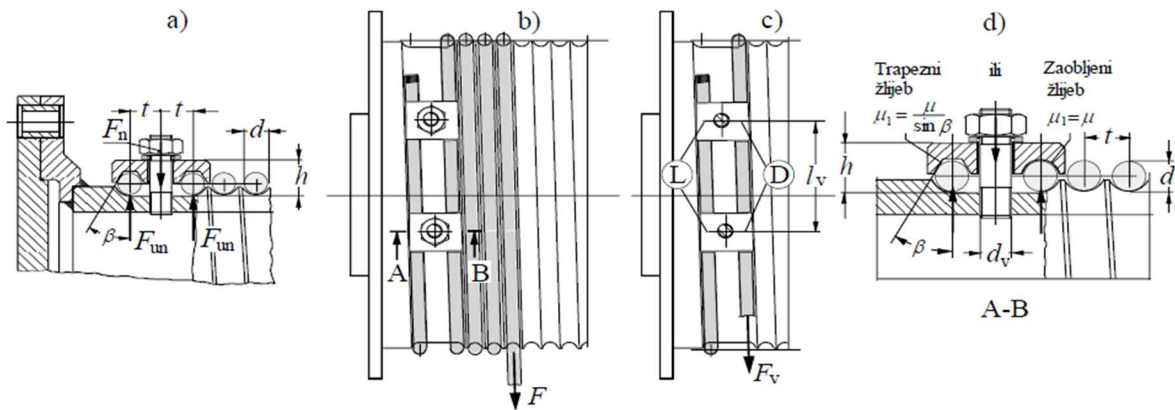 a)
b)
c)
d)
Trapezni žlijeb
μ₁ = μ / sin β
ili
Zaobljeni žlijeb
μ₁ = μ
t
t
d
F_n
h
β
F_un
F_un
A
B
F
L
D
l_v
F_v
t
h
d
β
d_v
A-B